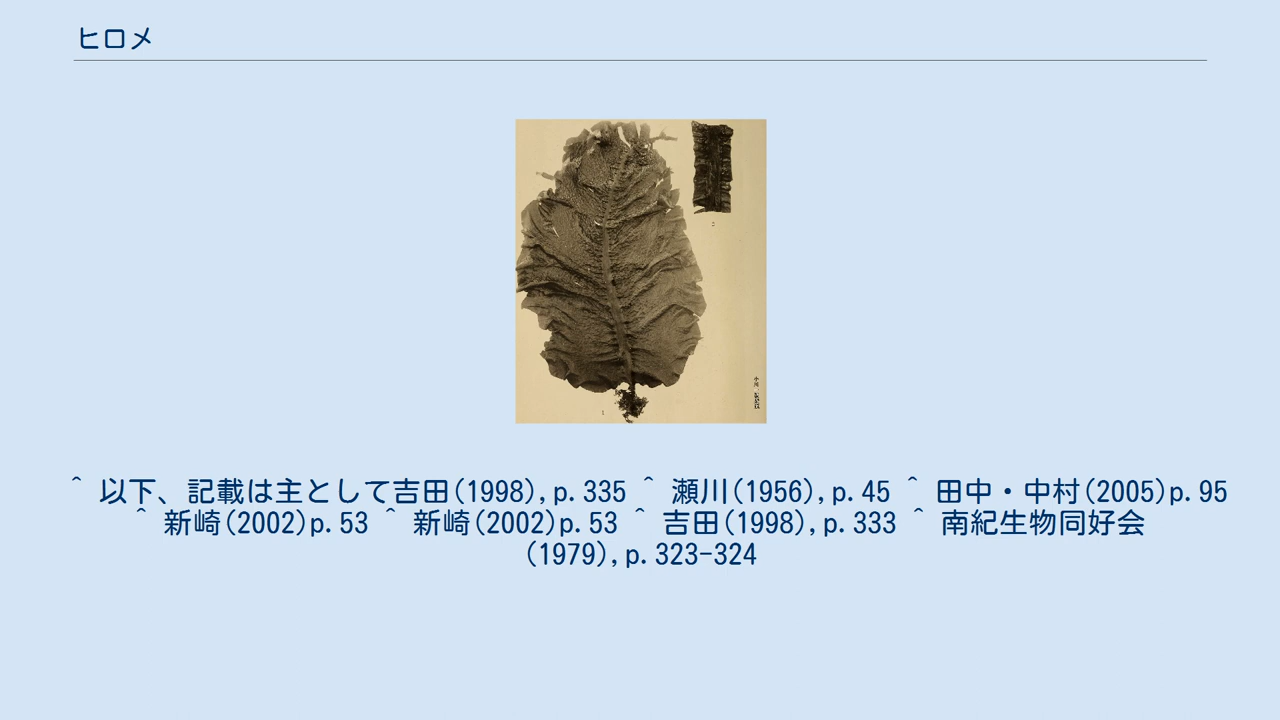 ヒロメ
^ 以下、記載は主として吉田(1998),p.335 ^ 瀬川(1956),p.45 ^ 田中・中村(2005)p.95
^ 新崎(2002)p.53 ^ 新崎(2002)p.53 ^ 吉田(1998),p.333 ^ 南紀生物同好会
(1979),p.323-324